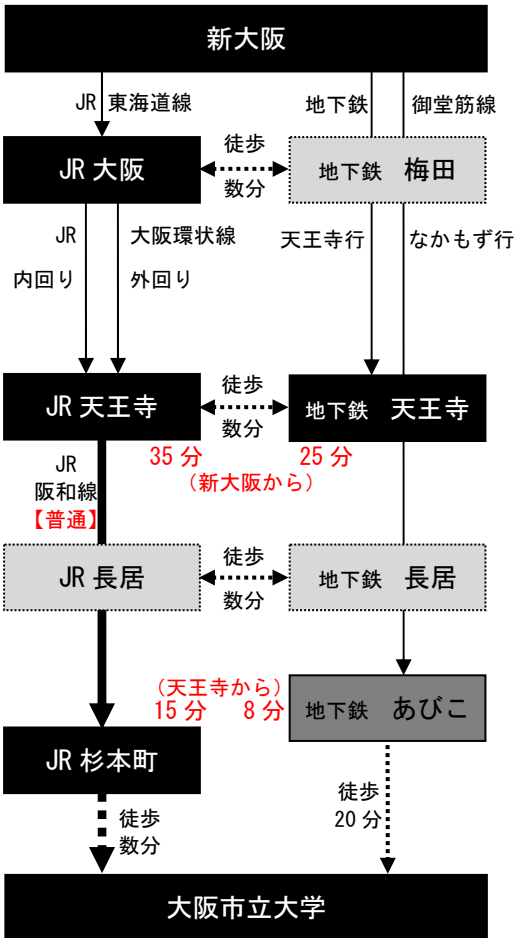 新大阪
JR 東海道線
地下鉄 御堂筋線
JR 大阪
徒歩
数分
地下鉄 梅田
JR 大阪環状線
内回り 外回り
天王寺行 なかもず行
JR 天王寺
徒歩
数分
地下鉄 天王寺
35 分 25 分
(新大阪から)
JR
阪和線
【普通】
JR 長居
徒歩
数分
地下鉄 長居
(天王寺から)
15 分 8 分
地下鉄 あびこ
JR 杉本町
徒歩
数分
徒歩
20 分
大阪市立大学